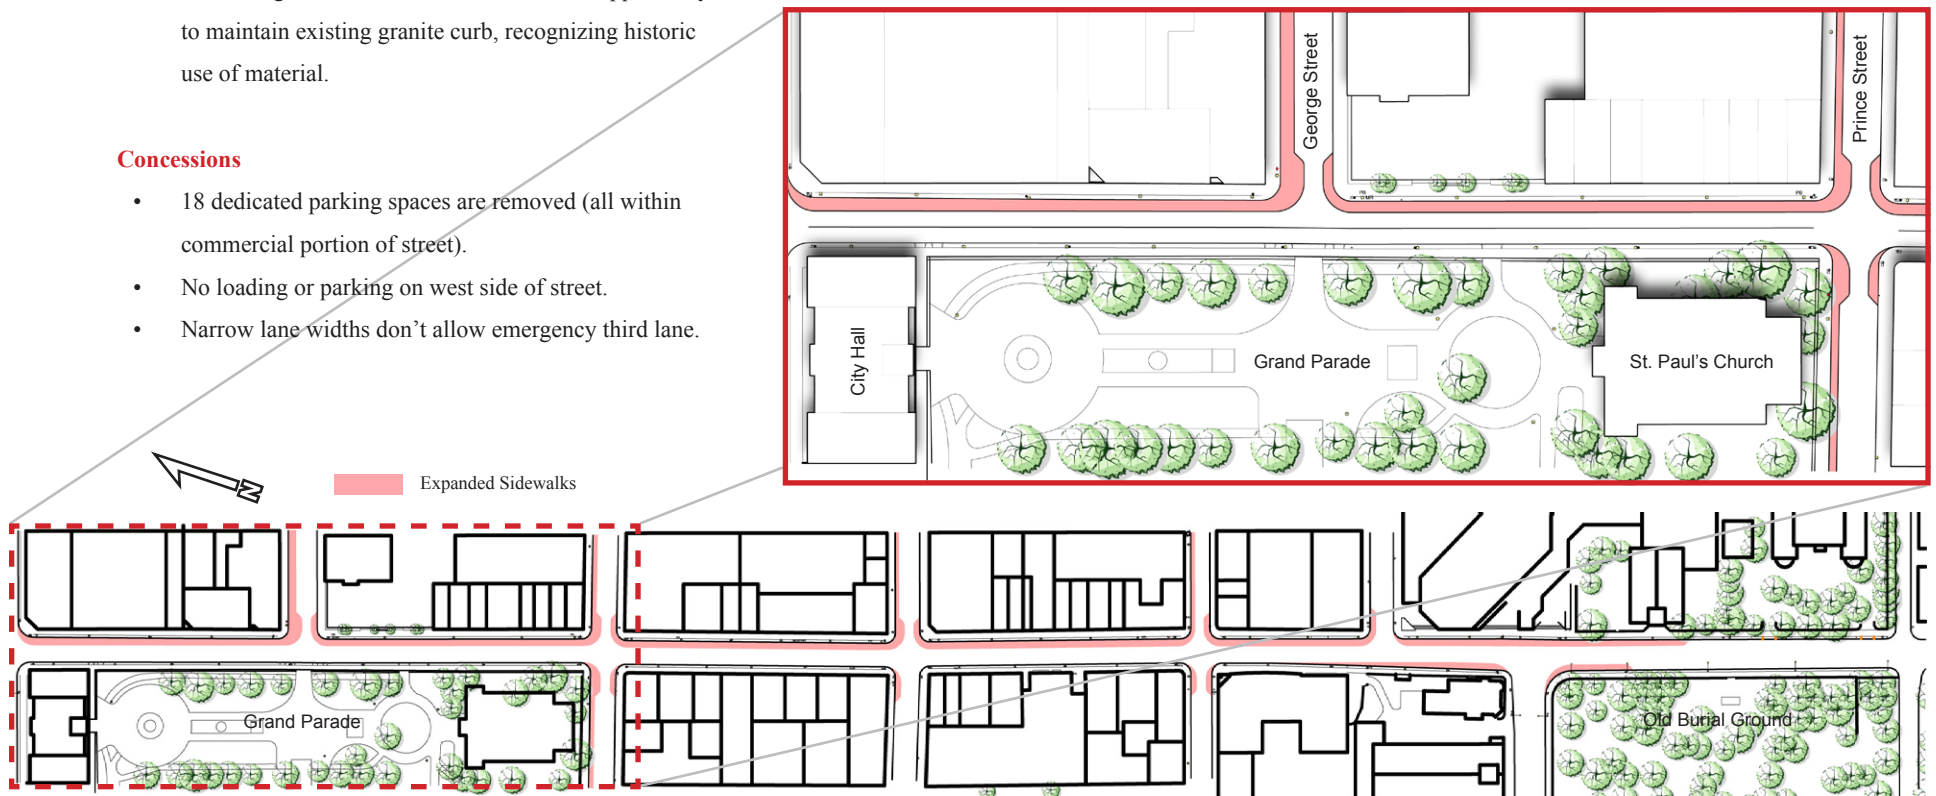 to maintain existing granite curb, recognizing historic
use of material.
Concessions
• 18 dedicated parking spaces are removed (all within
commercial portion of street).
• No loading or parking on west side of street.
• Narrow lane widths don’t allow emergency third lane.
N
Expanded Sidewalks
George Street
Prince Street
City Hall
Grand Parade
St. Paul’s Church
Grand Parade
Old Burial Ground